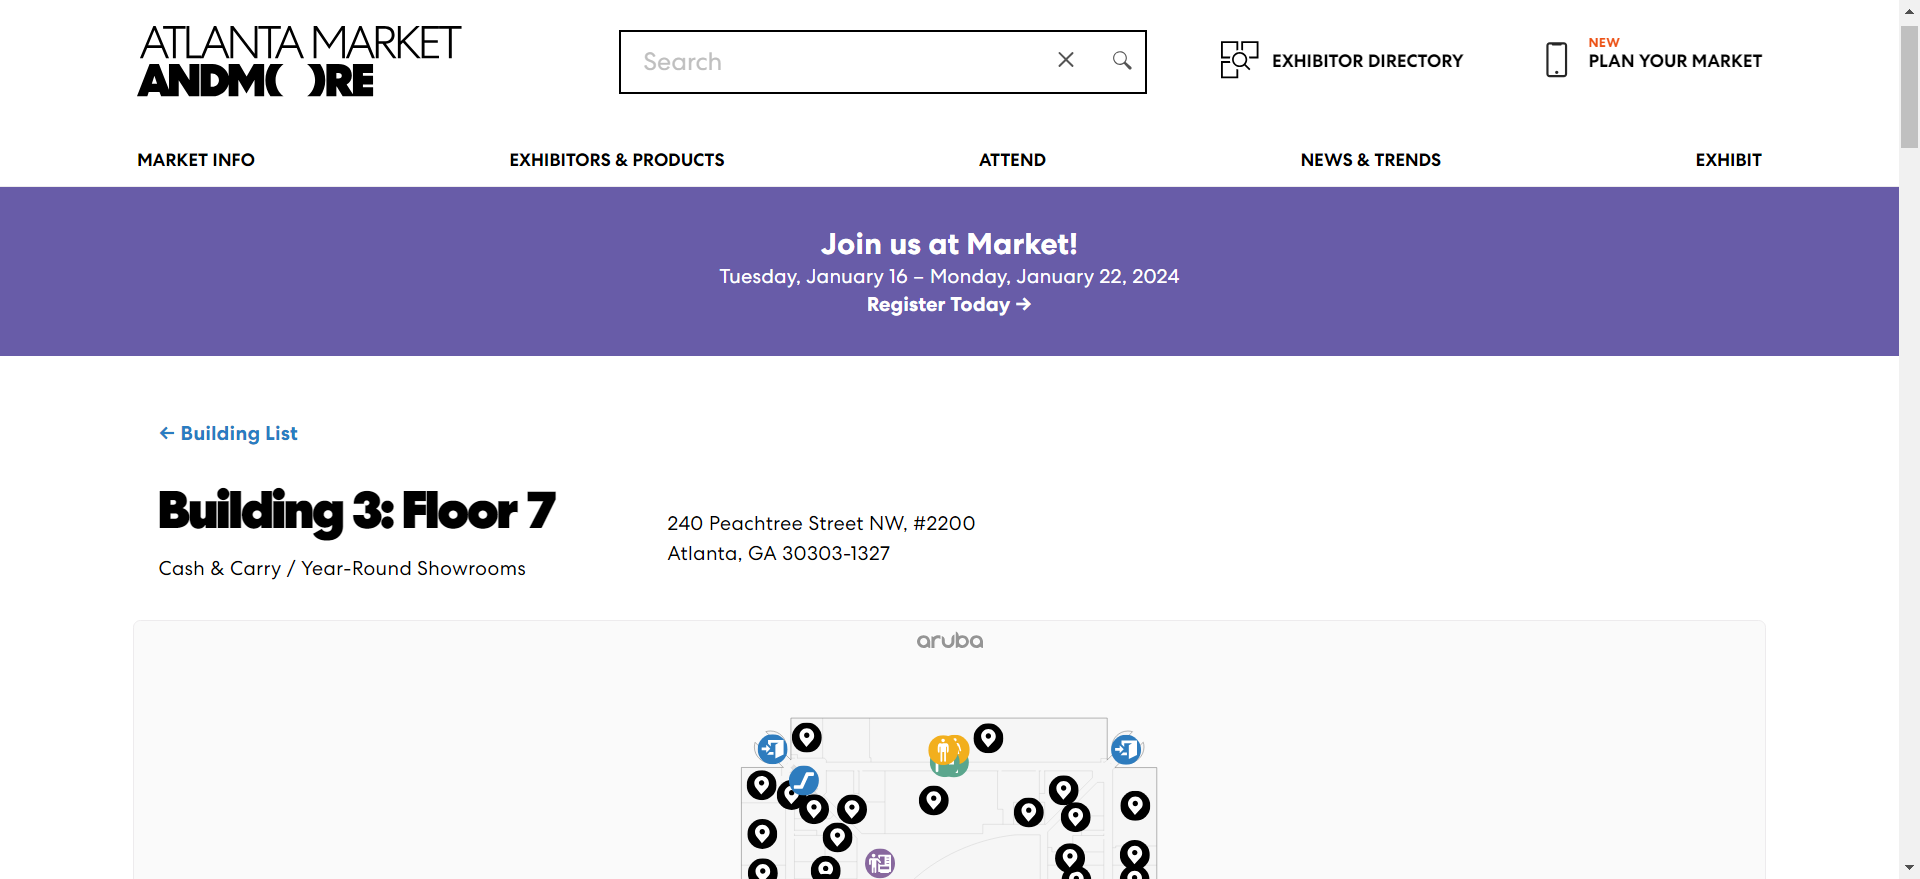 ATLANTA MARKET
ANDMORE
Search
EXHIBITOR DIRECTORY
NEW
PLAN YOUR MARKET
MARKET INFO
EXHIBITORS & PRODUCTS
ATTEND
NEWS & TRENDS
EXHIBIT
Join us at Market!
Tuesday, January 16 – Monday, January 22, 2024
Register Today →
← Building List
Building 3: Floor 7
Cash & Carry / Year-Round Showrooms
240 Peachtree Street NW, #2200
Atlanta, GA 30303-1327
aruba